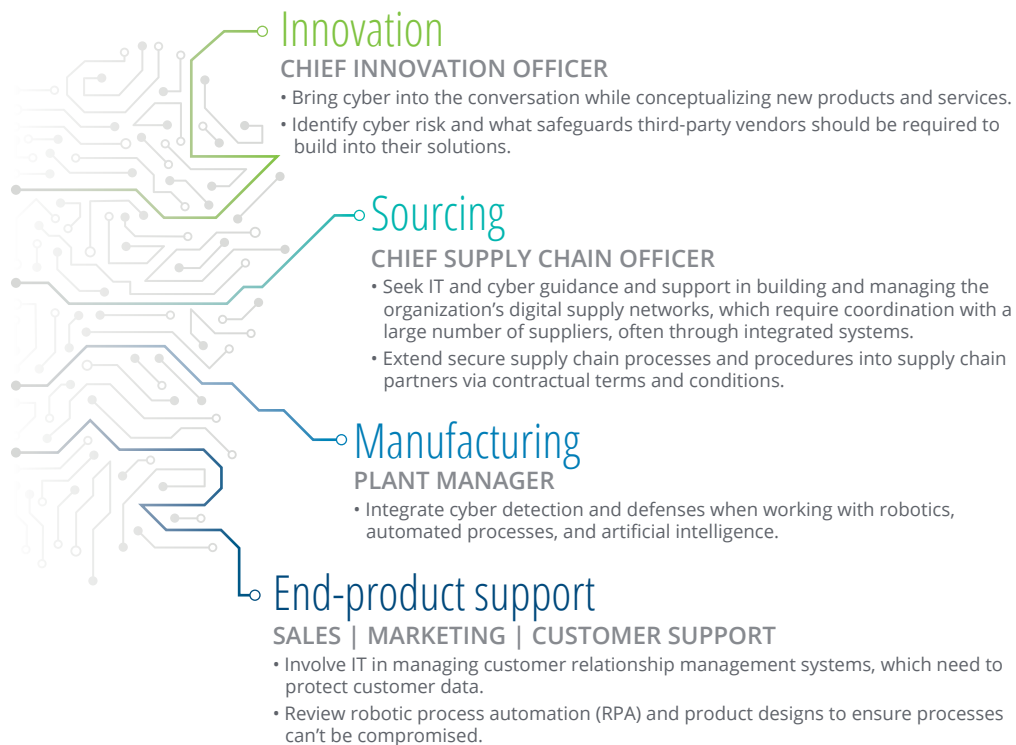 Innovation
CHIEF INNOVATION OFFICER
• Bring cyber into the conversation while conceptualizing new products and services.
• Identify cyber risk and what safeguards third-party vendors should be required to
build into their solutions.
Sourcing
CHIEF SUPPLY CHAIN OFFICER
• Seek IT and cyber guidance and support in building and managing the
organization’s digital supply networks, which require coordination with a
large number of suppliers, often through integrated systems.
• Extend secure supply chain processes and procedures into supply chain
partners via contractual terms and conditions.
Manufacturing
PLANT MANAGER
• Integrate cyber detection and defenses when working with robotics,
automated processes, and artificial intelligence.
End-product support
SALES | MARKETING | CUSTOMER SUPPORT
• Involve IT in managing customer relationship management systems, which need to
protect customer data.
• Review robotic process automation (RPA) and product designs to ensure processes
can’t be compromised.